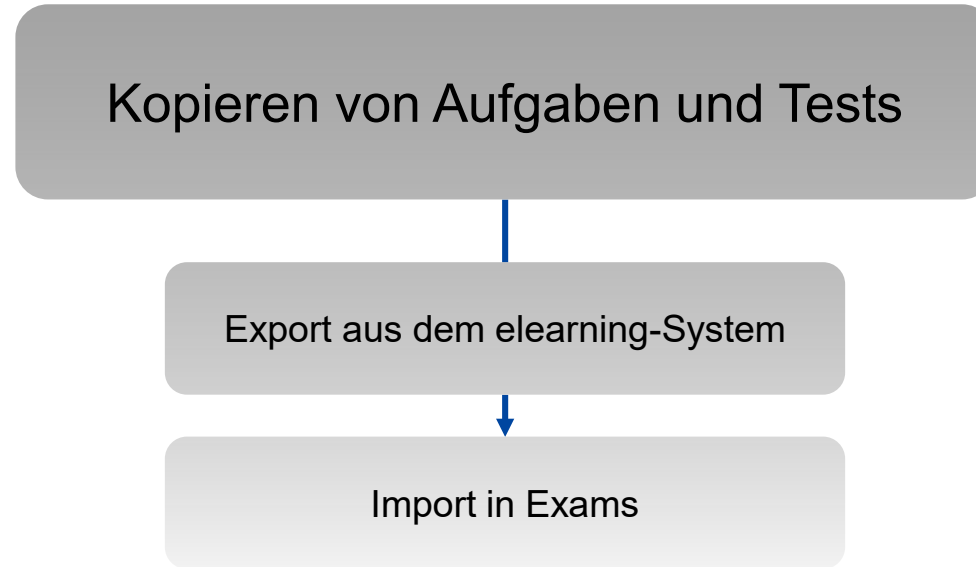 Kopieren von Aufgaben und Tests
Export aus dem elearning-System
Import in Exams